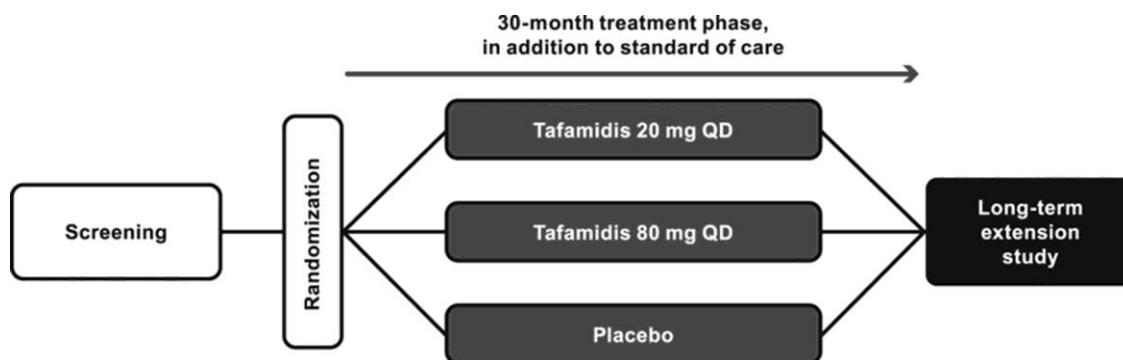 30-month treatment phase,
in addition to standard of care
Tafamidis 20 mg QD
Screening
Randomization
Tafamidis 80 mg QD
Long-term
extension
study
Placebo